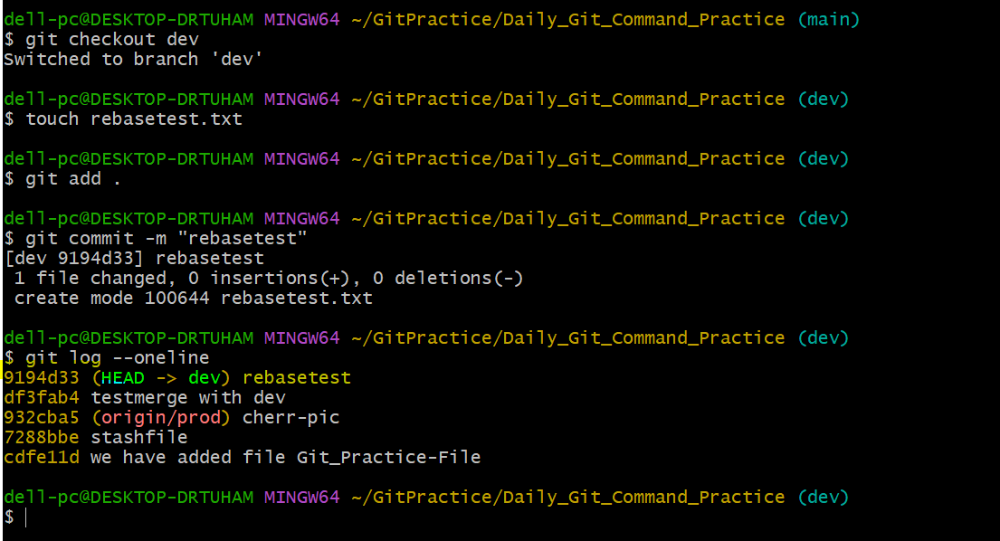 dell-pc@DESKTOP-DRTUHAM MINGW64 ~/GitPractice/Daily_Git_Command_Practice (main)
$ git checkout dev
Switched to branch 'dev'
dell-pc@DESKTOP-DRTUHAM MINGW64 ~/GitPractice/Daily_Git_Command_Practice (dev)
$ touch rebasetest.txt
dell-pc@DESKTOP-DRTUHAM MINGW64 ~/GitPractice/Daily_Git_Command_Practice (dev)
$ git add .
dell-pc@DESKTOP-DRTUHAM MINGW64 ~/GitPractice/Daily_Git_Command_Practice (dev)
$ git commit -m "rebasetest"
[dev 9194d33] rebasetest
 1 file changed, 0 insertions(+), 0 deletions(-)
 create mode 100644 rebasetest.txt
dell-pc@DESKTOP-DRTUHAM MINGW64 ~/GitPractice/Daily_Git_Command_Practice (dev)
$ git log --oneline
9194d33 (HEAD -> dev) rebasetest
df3fab4 testmerge with dev
932cba5 (origin/prod) cherr-pic
7288bbe stashfile
cdfe11d we have added file Git_Practice-File
dell-pc@DESKTOP-DRTUHAM MINGW64 ~/GitPractice/Daily_Git_Command_Practice (dev)
$